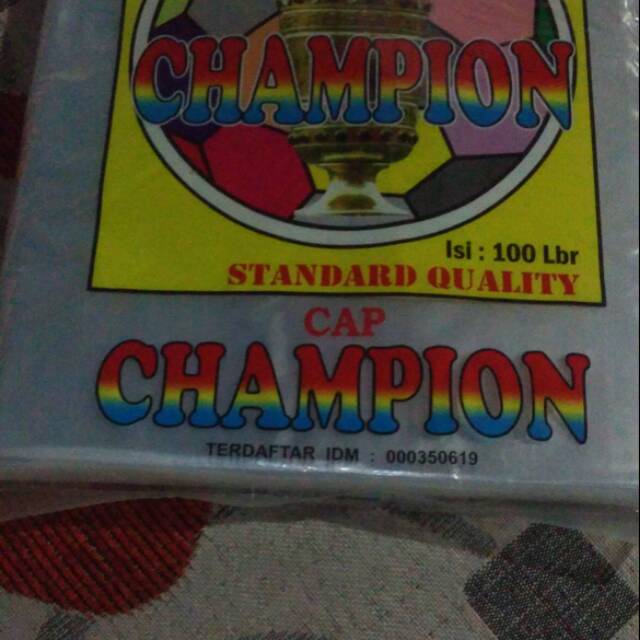 CHAMPION
Isi : 100 Lbr
STANDARD QUALITY
CAP
CHAMPION
TERDAFTAR IDM : 000350619